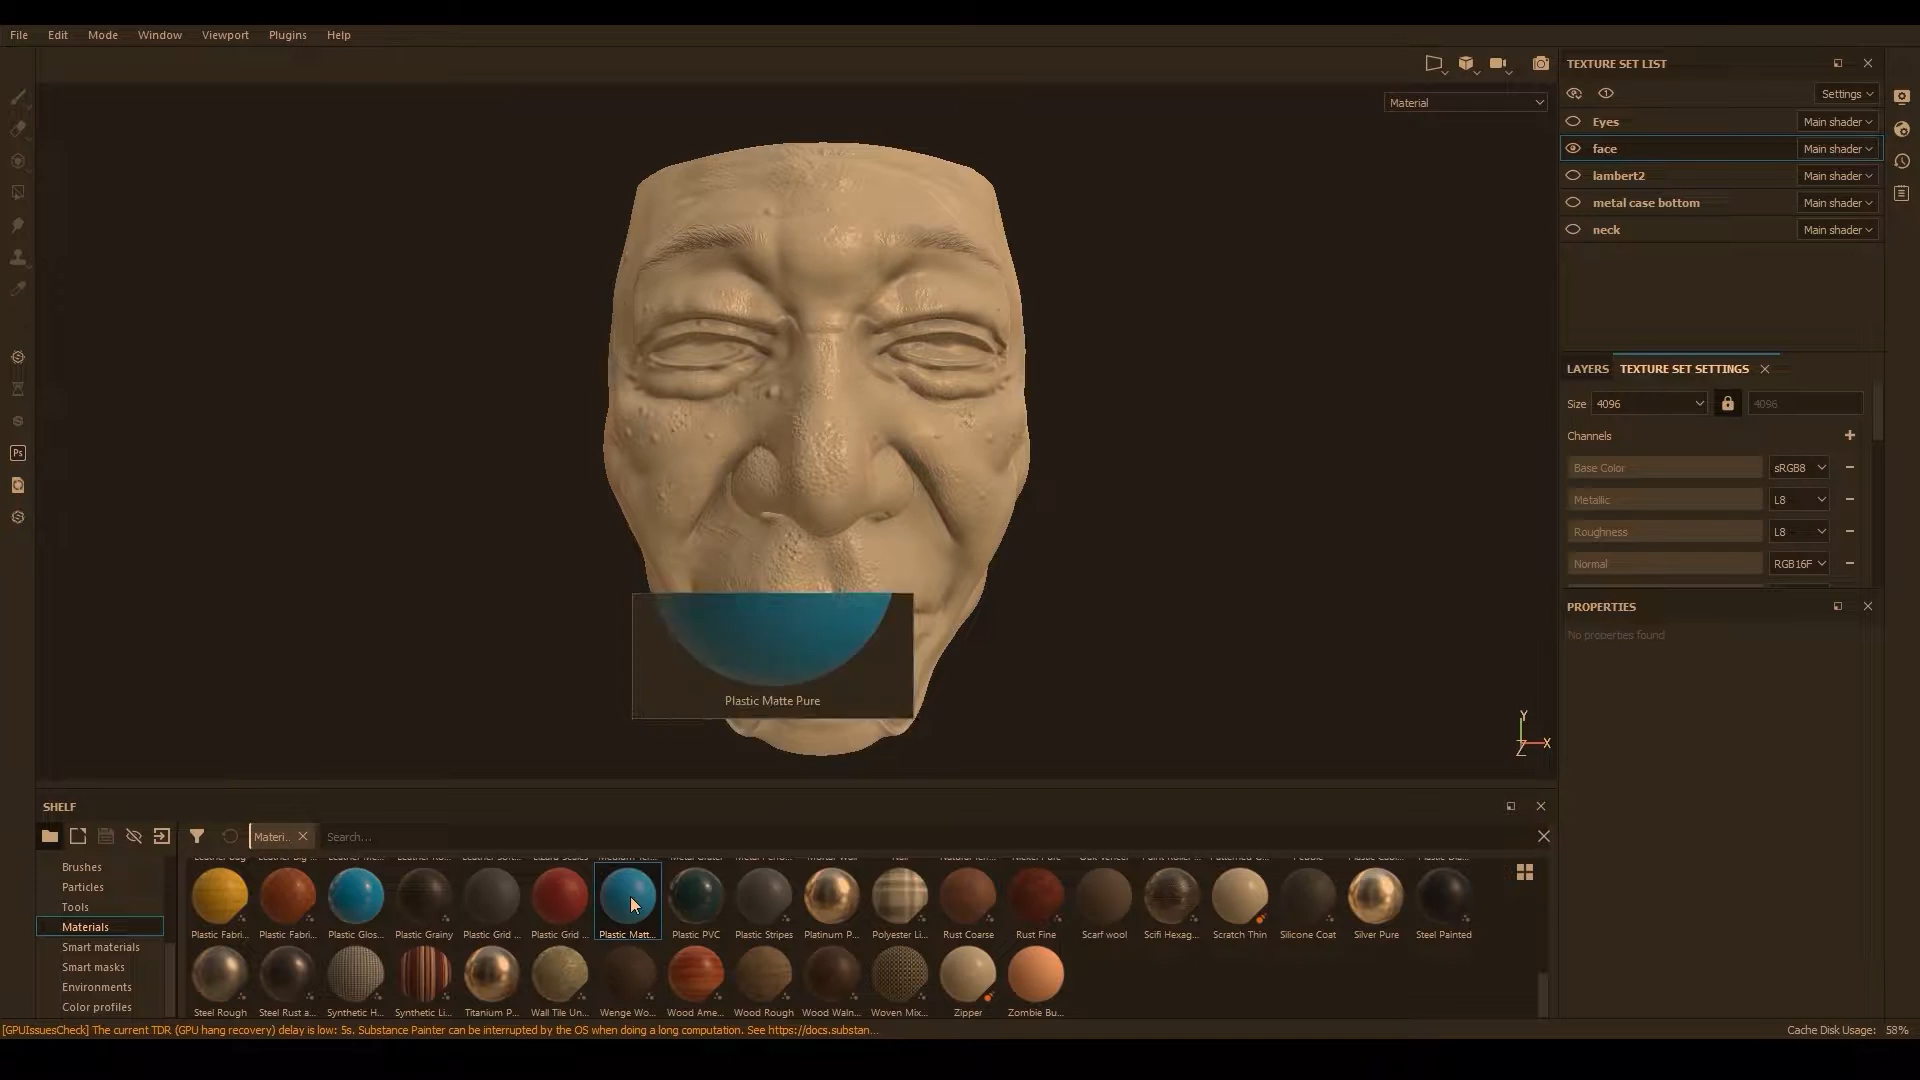 File Edit Mode Window Viewport Plugins Help
Material
TEXTURE SET LIST
Settings
Eyes Main shader
face Main shader
lambert2 Main shader
metal case bottom Main shader
neck Main shader
LAYERS TEXTURE SET SETTINGS
Size 4096 4096
Channels
Base Color sRGB8
Metallic L8
Roughness L8
Normal RGB16F
PROPERTIES
No properties found
Plastic Matte Pure
Y
X
Z
Ps
SHELF
Materi.. Search...
Brushes
Particles
Tools
Materials
Smart materials
Smart masks
Environments
Color profiles
Plastic Fabri... Plastic Fabri... Plastic Glos... Plastic Grainy Plastic Grid ... Plastic Grid ... Plastic Matt... Plastic PVC Plastic Stripes Platinum P... Polyester Li... Rust Coarse Rust Fine Scarf wool Scifi Hexag... Scratch Thin Silicone Coat Silver Pure Steel Painted
Steel Rough Steel Rust a... Synthetic H... Synthetic Li... Titanium P... Wall Tile Un... Wenge Wo... Wood Ame... Wood Rough Wood Waln... Woven Mix... Zipper Zombie Bu...
[GPUIssuesCheck] The current TDR (GPU hang recovery) delay is low: 5s. Substance Painter can be interrupted by the OS when doing a long computation. See https://docs.substan...
Cache Disk Usage: 58%